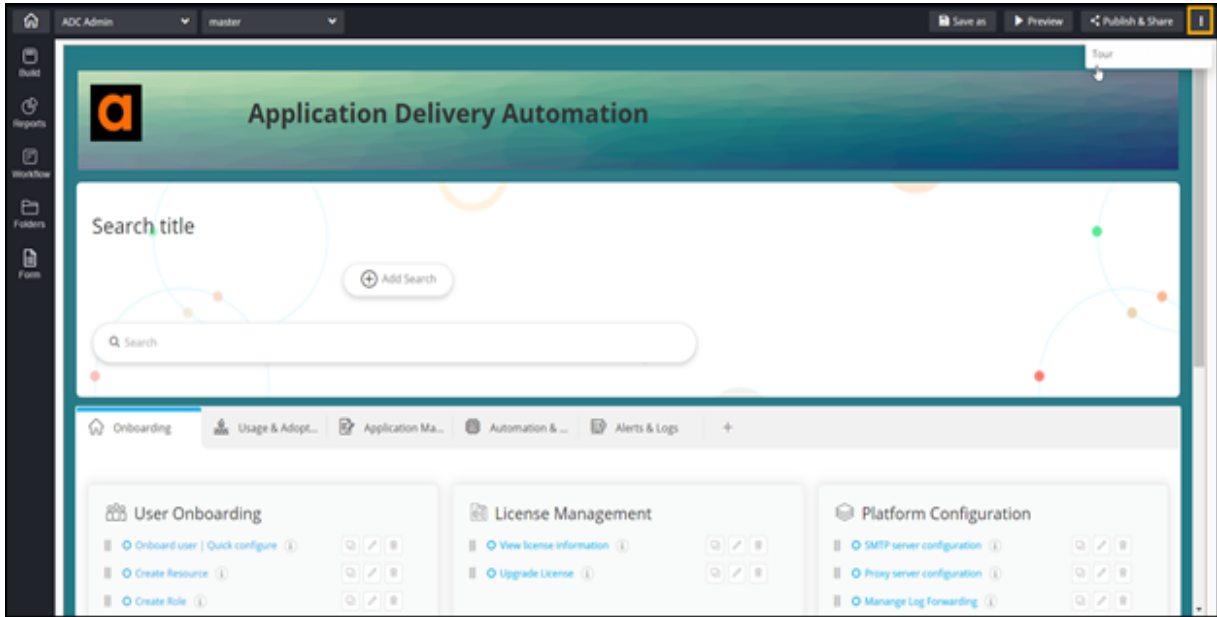 ADC Admin master Save as Preview Publish & Share
Tour
Build
Reports
Workflow
Folders
Form
a Application Delivery Automation
Search title
Add Search
Search
Onboarding Usage & Adopt... Application Ma... Automation & ... Alerts & Logs +
User Onboarding License Management Platform Configuration
Onboard user | Quick configure View license information SMTP server configuration
Create Resource Upgrade License Proxy server configuration
Create Role Manange Log Forwarding